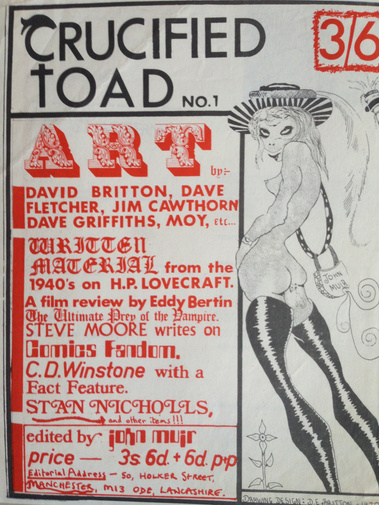 CRUCIFIED
TOAD NO.1
3/6
ART
by:-
DAVID BRITTON, DAVE
FLETCHER, JIM CAWTHORN
DAVE GRIFFITHS, MOY, etc...
WRITTEN
MATERIAL from the
1940's on H.P. LOVECRAFT.
A film review by Eddy Bertin
The Ultimate Prey of the Vampire.
STEVE MOORE writes on
Comics Fandom,
C.D. Winstone with a
Fact Feature.
STAN NICHOLLS,
and other items!!!
edited by john muir
price — 3s 6d. + 6d. p+p
Editorial Address - 50, HOLKER STREET,
MANCHESTER, M13 ODE, LANCASHIRE.
JOHN
MUIR
DRAWING DESIGN: D.E. BRITTON